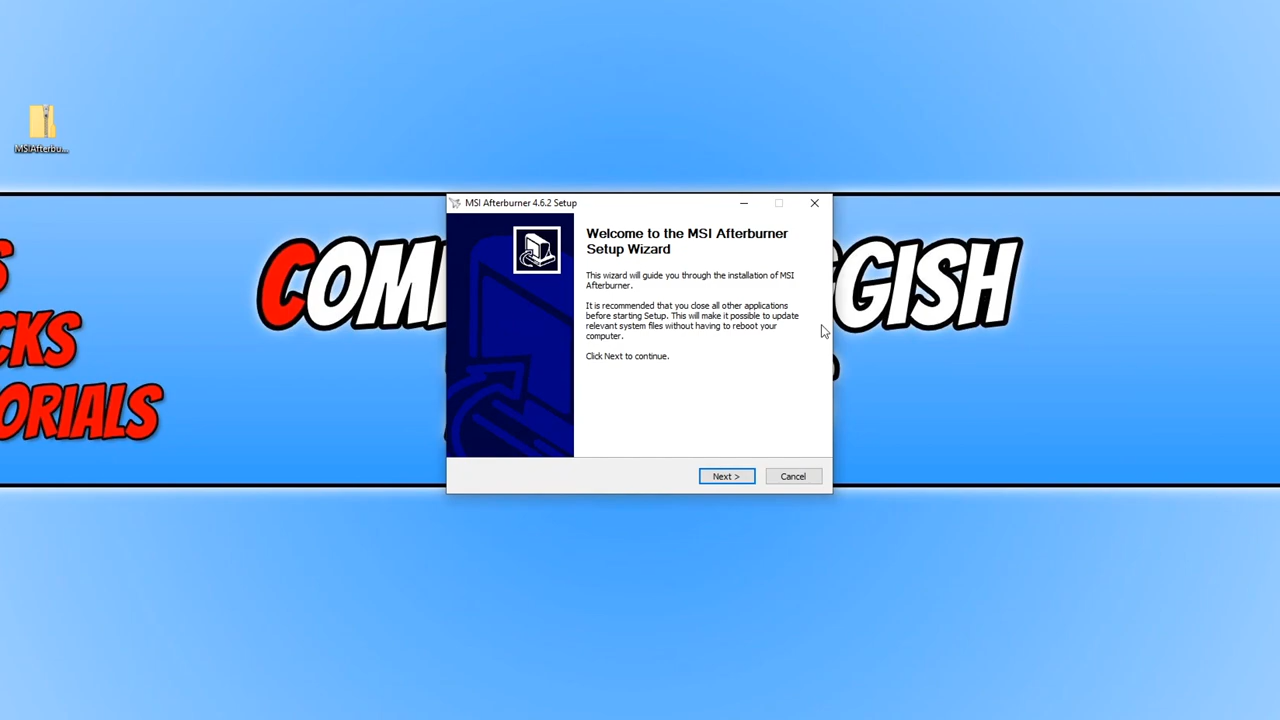 MSIAfterbu...
MSI Afterburner 4.6.2 Setup
Welcome to the MSI Afterburner
Setup Wizard
This wizard will guide you through the installation of MSI
Afterburner.
It is recommended that you close all other applications
before starting Setup. This will make it possible to update
relevant system files without having to reboot your
computer.
Click Next to continue.
Next >
Cancel
COM
GGISH
CKS
ORIALS